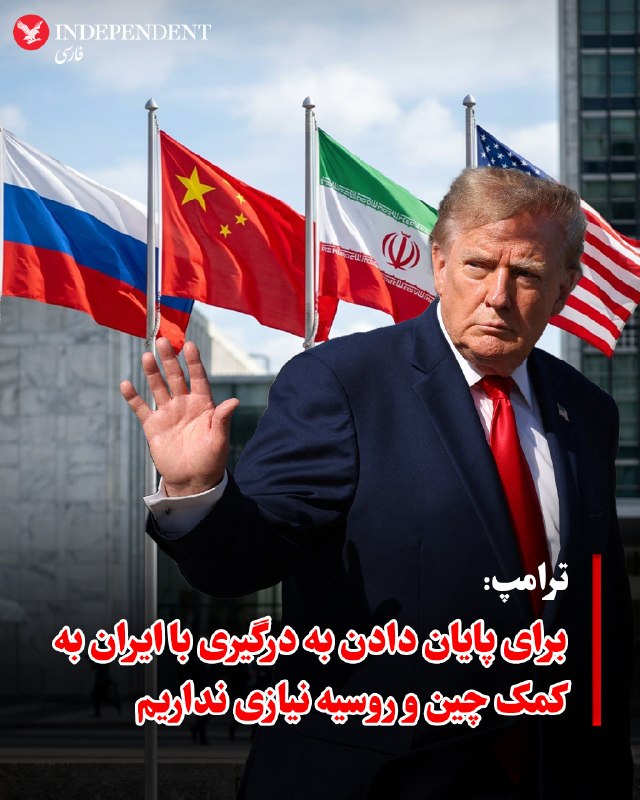 INDEPENDENT
فارسی
ترامپ:
برای پایان دادن به درگیری با ایران به
کمک چین و روسیه نیازی نداریم